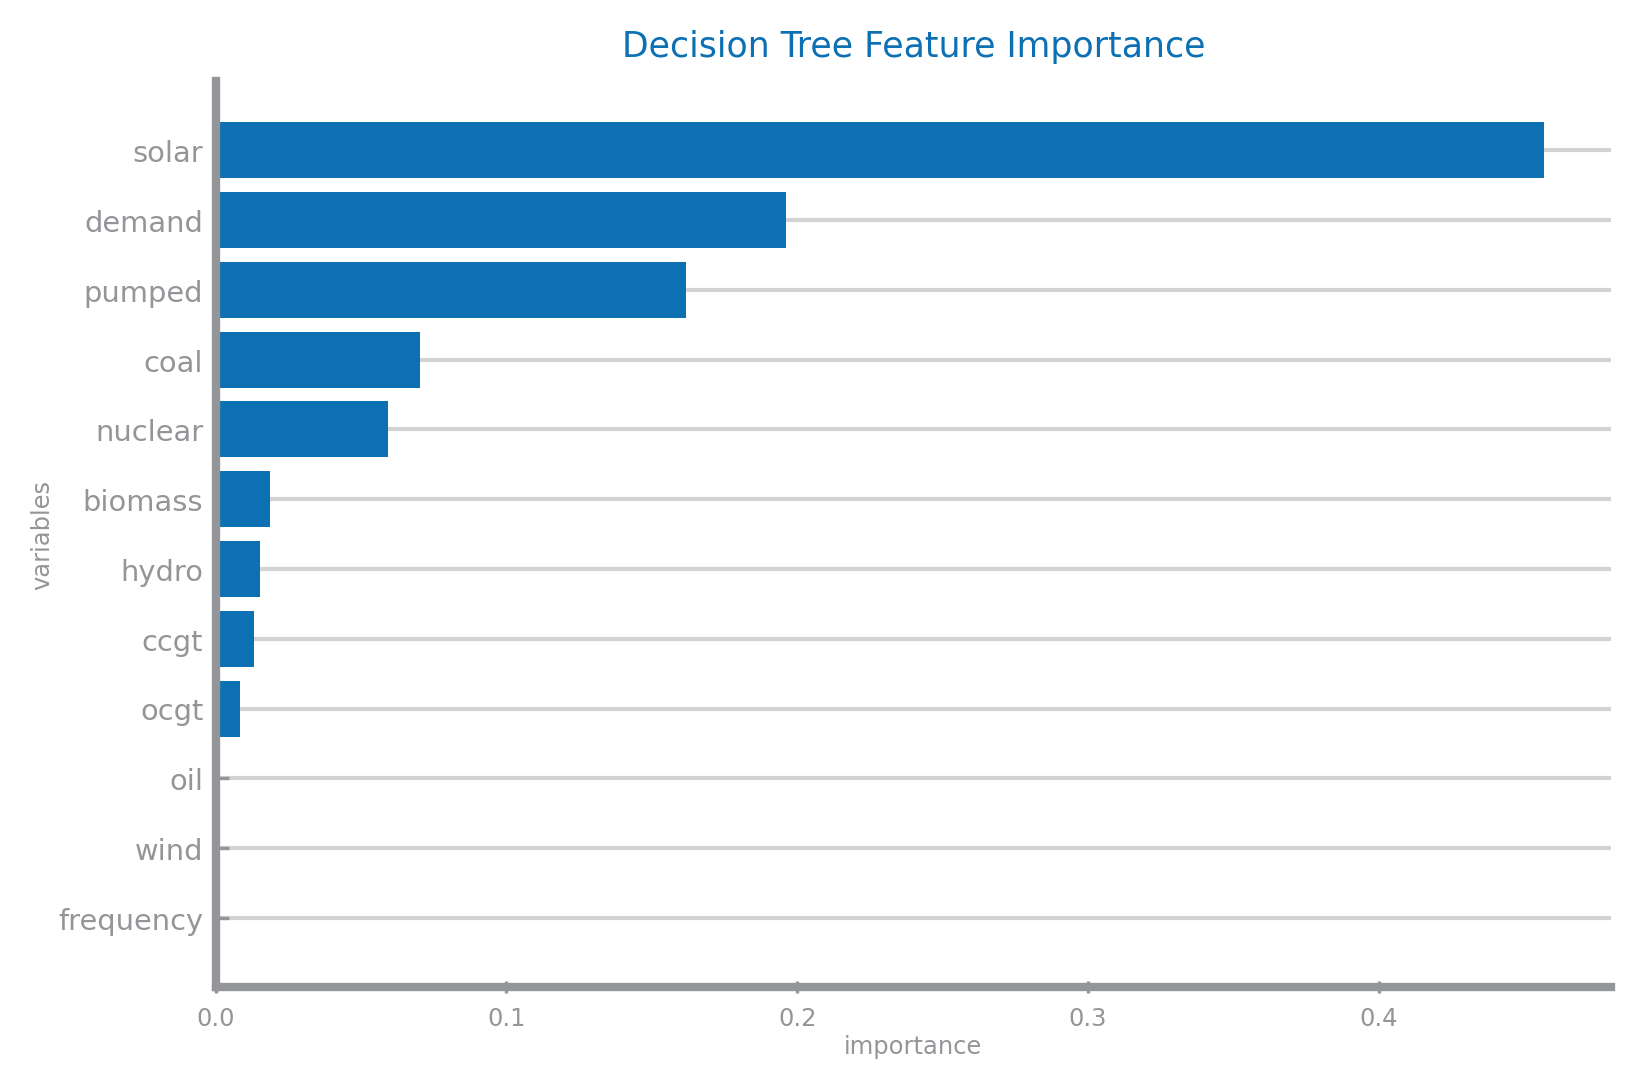 Decision Tree Feature Importance
solar
demand
pumped
coal
nuclear
biomass
hydro
ccgt
ocgt
oil
wind
frequency
variables
0.0 0.1 0.2 0.3 0.4
importance